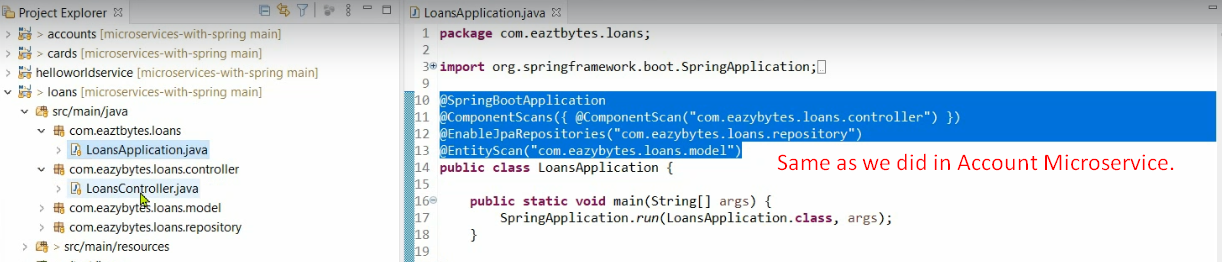 Project Explorer
> accounts [microservices-with-spring main]
> cards [microservices-with spring main]
helloworldservice [microservices-with-spring main]
> loans [microservices-with-spring main]
src/main/java
com.eaztbytes.loans
LoansApplication.java
com.eazybytes.loans.controller
LoansController.java
com.eazybytes.loans.model
com.eazybytes.loans.repository
> src/main/resources
LoansApplication.java
1 package com.eaztbytes.loans;
2
3 import org.springframework.boot.SpringApplication;
9
10 @SpringBootApplication
11 @ComponentScans({ @ComponentScan("com.eazybytes.loans.controller") })
12 @EnableJpaRepositories("com.eazybytes.loans.repository")
13 @EntityScan("com.eazybytes.loans.model")
14 public class LoansApplication {
15
16 public static void main(String[] args) {
17 SpringApplication.run(LoansApplication.class, args);
18 }
19
Same as we did in Account Microservice.